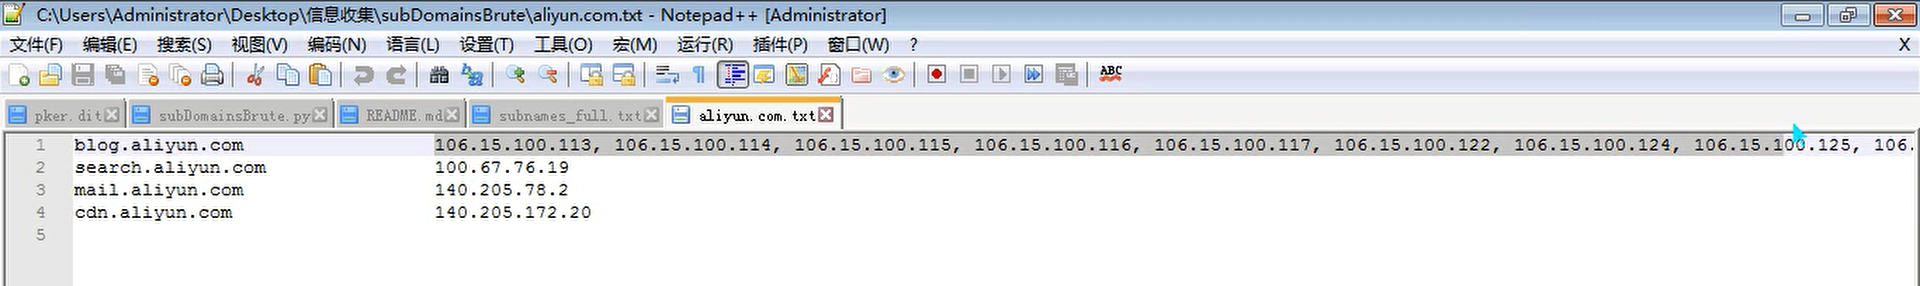 C:\Users\Administrator\Desktop\信息收集\subDomainsBrute\aliyun.com.txt - Notepad++ [Administrator]
文件(F) 编辑(E) 搜索(S) 视图(V) 编码(N) 语言(L) 设置(T) 工具(O) 宏(M) 运行(R) 插件(P) 窗口(W) ? X
ABC
pker.dit subDomainsBrute.py README.md subnames_full.txt aliyun.com.txt
1 blog.aliyun.com 106.15.100.113, 106.15.100.114, 106.15.100.115, 106.15.100.116, 106.15.100.117, 106.15.100.122, 106.15.100.124, 106.15.100.125, 106.
2 search.aliyun.com 100.67.76.19
3 mail.aliyun.com 140.205.78.2
4 cdn.aliyun.com 140.205.172.20
5